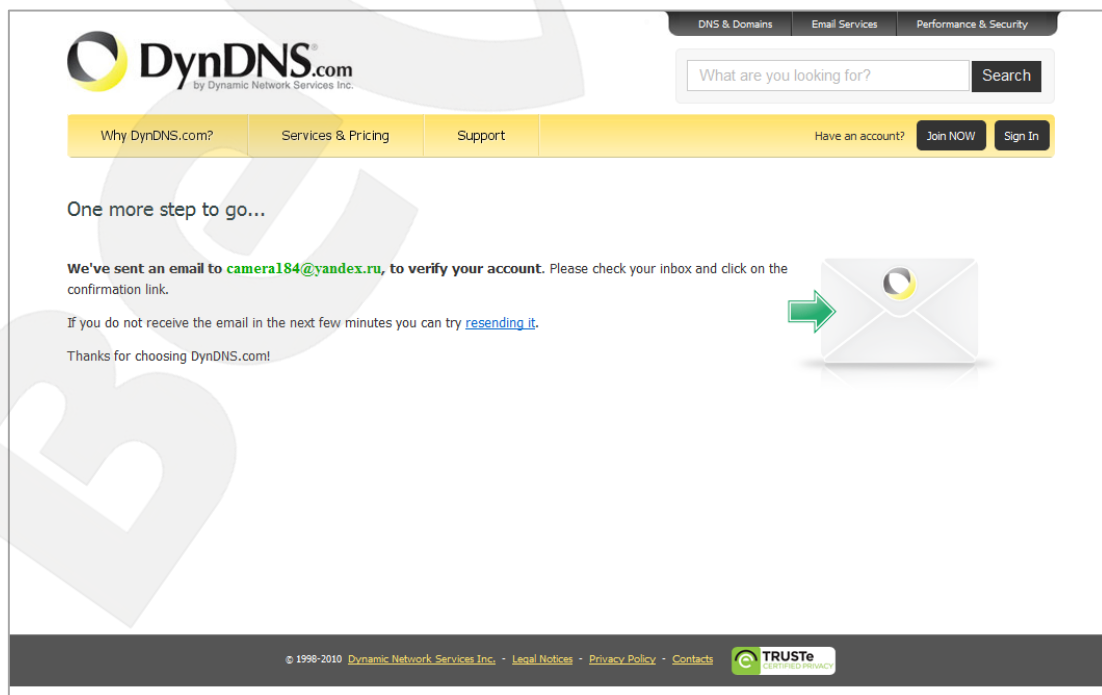 DNS & Domains Email Services Performance & Security
DynDNS.com
by Dynamic Network Services Inc.
What are you looking for? Search
Why DynDNS.com? Services & Pricing Support Have an account? Join NOW Sign In
One more step to go...
We've sent an email to camera184@yandex.ru, to verify your account. Please check your inbox and click on the
confirmation link.
If you do not receive the email in the next few minutes you can try resending it.
Thanks for choosing DynDNS.com!
© 1998-2010 Dynamic Network Services Inc. - Legal Notices - Privacy Policy - Contacts TRUSTe
CERTIFIED PRIVACY